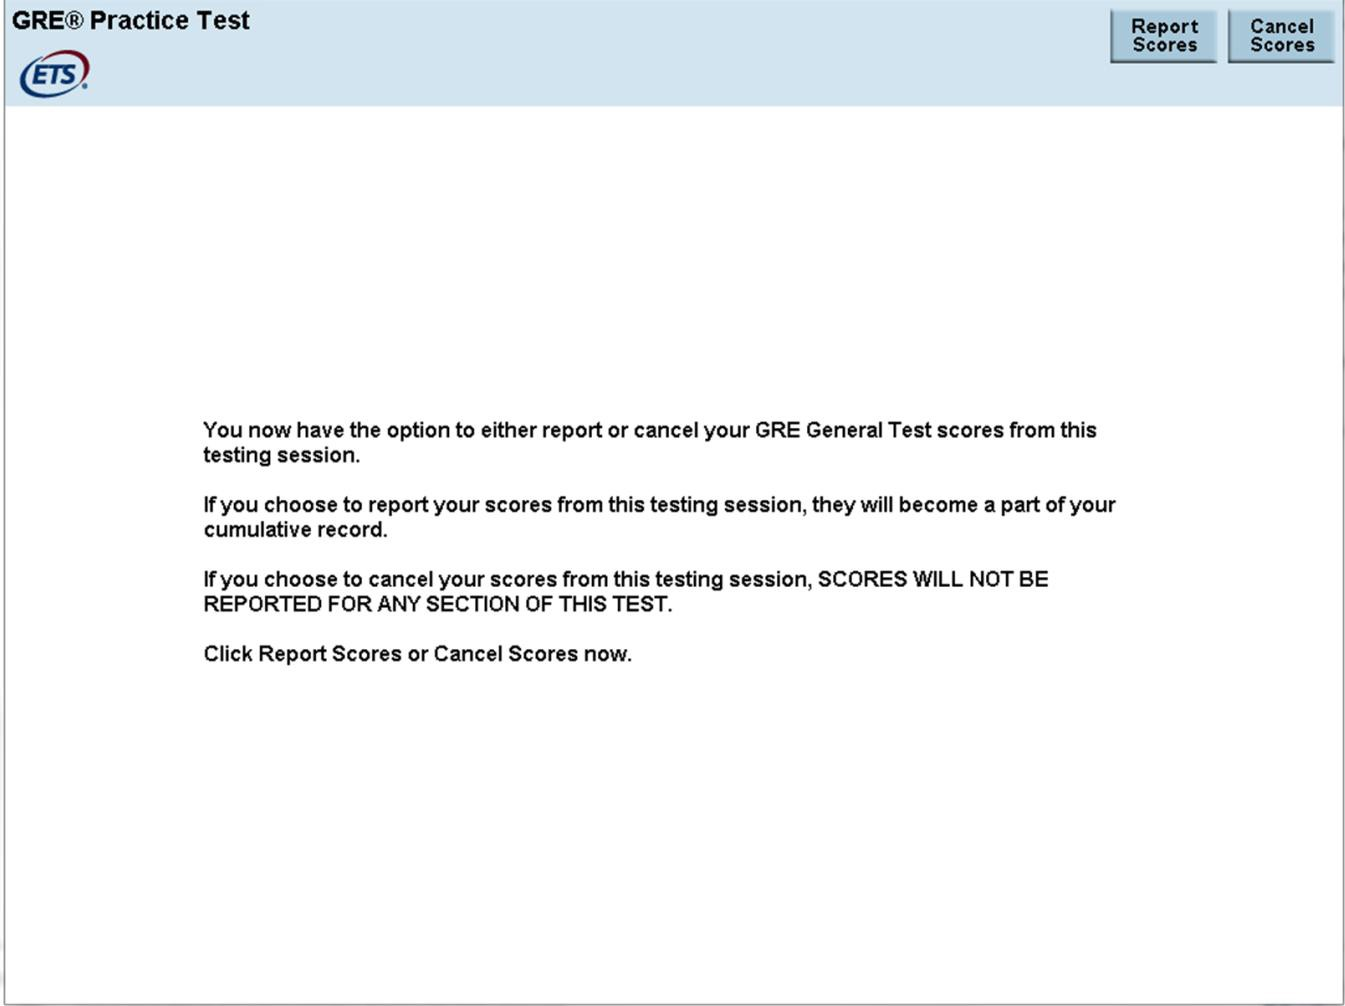 GRE® Practice Test
Report
Scores
Cancel
Scores
ETS®
You now have the option to either report or cancel your GRE General Test scores from this
testing session.
If you choose to report your scores from this testing session, they will become a part of your
cumulative record.
If you choose to cancel your scores from this testing session, SCORES WILL NOT BE
REPORTED FOR ANY SECTION OF THIS TEST.
Click Report Scores or Cancel Scores now.